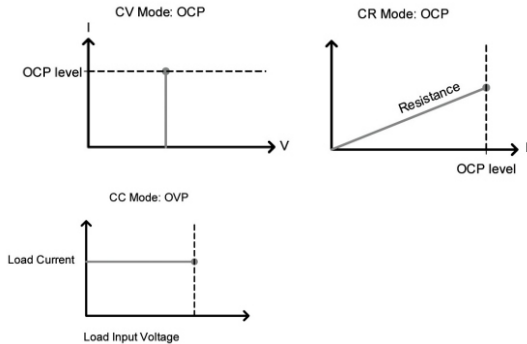 CV Mode: OCP
I
OCP level
V
CR Mode: OCP
Resistance
I
OCP level
CC Mode: OVP
Load Current
Load Input Voltage